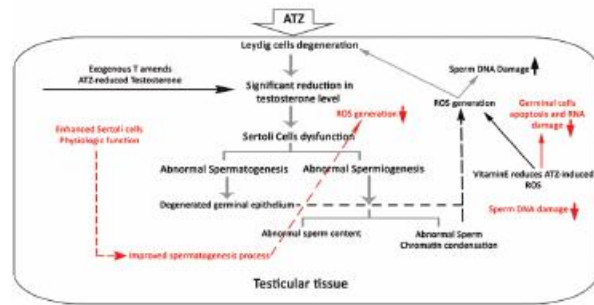 ATZ
Leydig cells degeneration
Exogenous T amends
ATZ-reduced Testosterone
Significant reduction in
testosterone level
Sperm DNA Damage
ROS generation
ROS generation
Germinal cells
apoptosis and RNA
damage
Enhanced Sertoli cells
Physiologic function
Sertoli Cells dysfunction
Abnormal Spermatogenesis
Abnormal Spermiogenesis
VitaminE reduces ATZ-induced
ROS
Degenerated germinal epithelium
Sperm DNA damage
Abnormal sperm content
Abnormal Sperm
Chromatin condensation
Improved spermatogenesis process
Testicular tissue